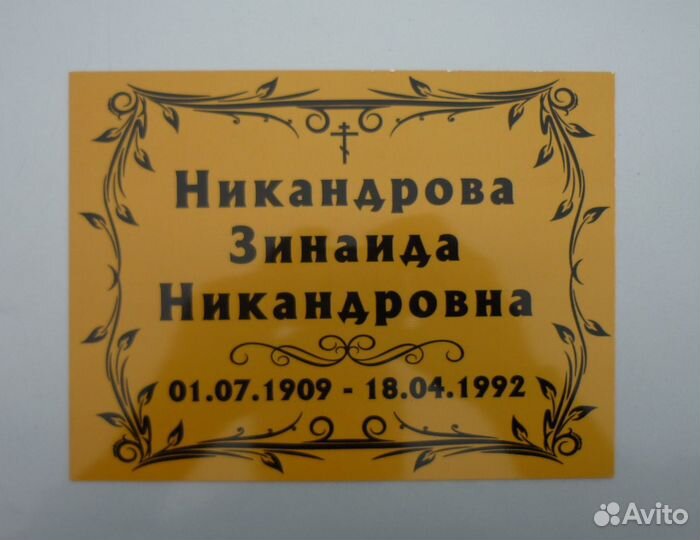 Никандрова
Зинаида
Никандровна
01.07.1909 - 18.04.1992
Avito